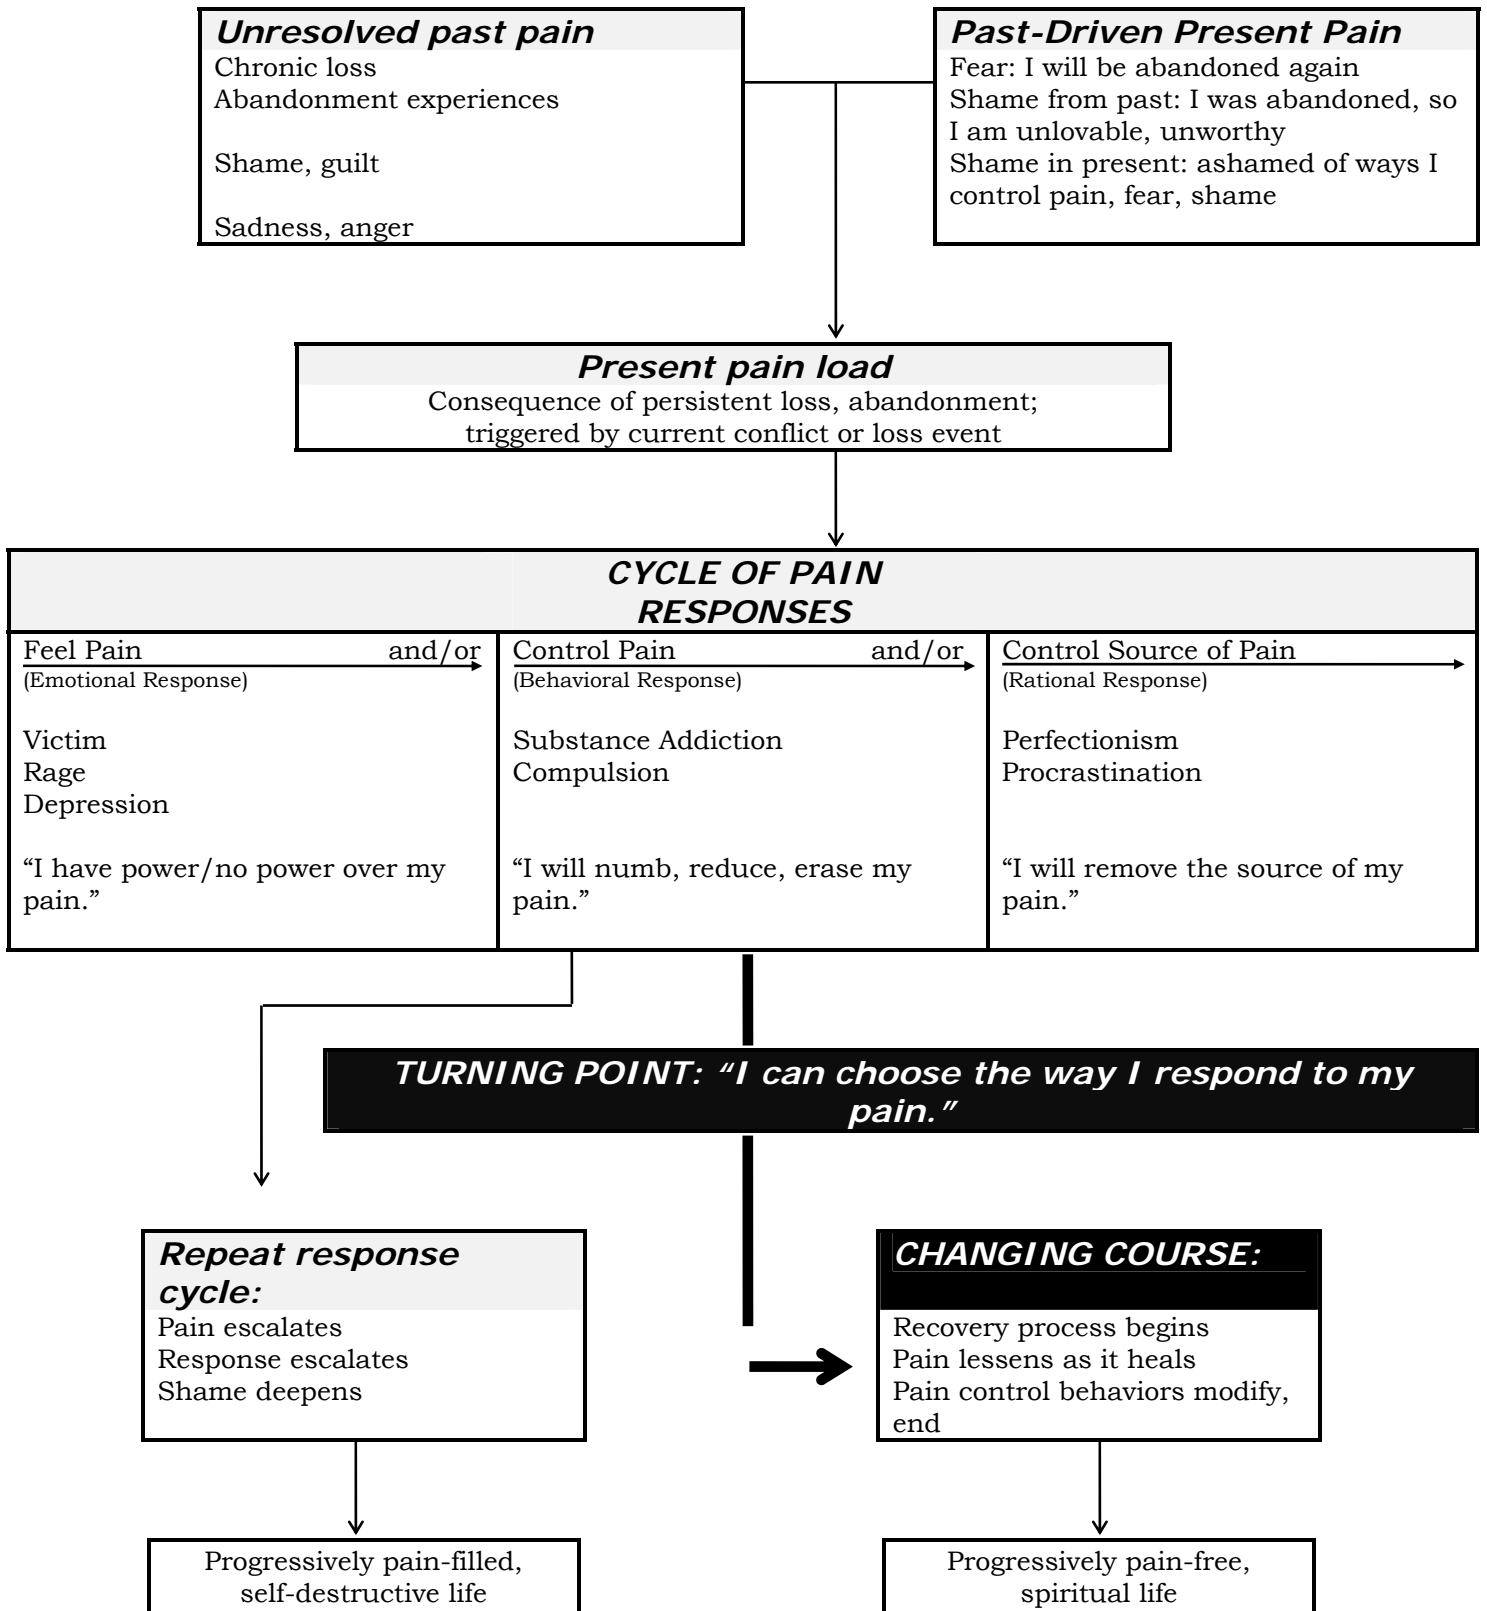 Unresolved past pain
Chronic loss
Abandonment experiences
Shame, guilt
Sadness, anger
Past-Driven Present Pain
Fear: I will be abandoned again
Shame from past: I was abandoned, so
I am unlovable, unworthy
Shame in present: ashamed of ways I
control pain, fear, shame
Present pain load
Consequence of persistent loss, abandonment;
triggered by current conflict or loss event
CYCLE OF PAIN
RESPONSES
Feel Pain and/or
(Emotional Response)
Victim
Rage
Depression
“I have power/no power over my
pain.”
Control Pain and/or
(Behavioral Response)
Substance Addiction
Compulsion
“I will numb, reduce, erase my
pain.”
Control Source of Pain
(Rational Response)
Perfectionism
Procrastination
“I will remove the source of my
pain.”
TURNING POINT: “I can choose the way I respond to my
pain.”
Repeat response
cycle:
Pain escalates
Response escalates
Shame deepens
CHANGING COURSE:
Recovery process begins
Pain lessens as it heals
Pain control behaviors modify,
end
Progressively pain-filled,
self-destructive life
Progressively pain-free,
spiritual life